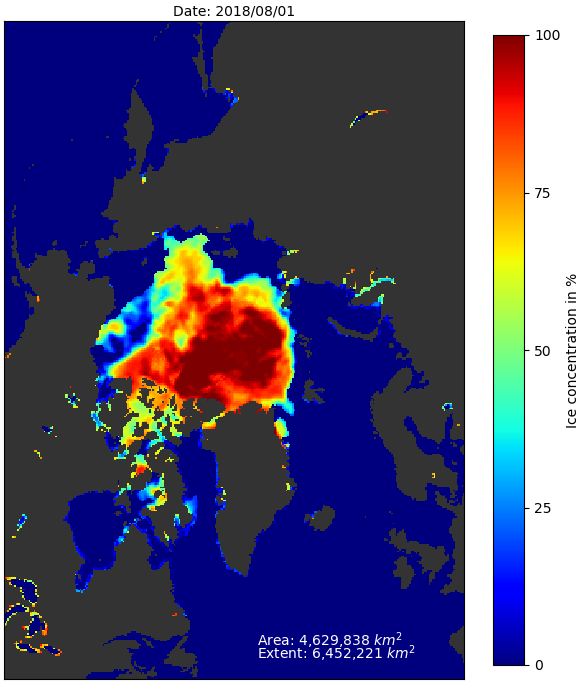 Date: 2018/08/01
100
75
50
25
0
Ice concentration in %
Area: 4,629,838 km²
Extent: 6,452,221 km²